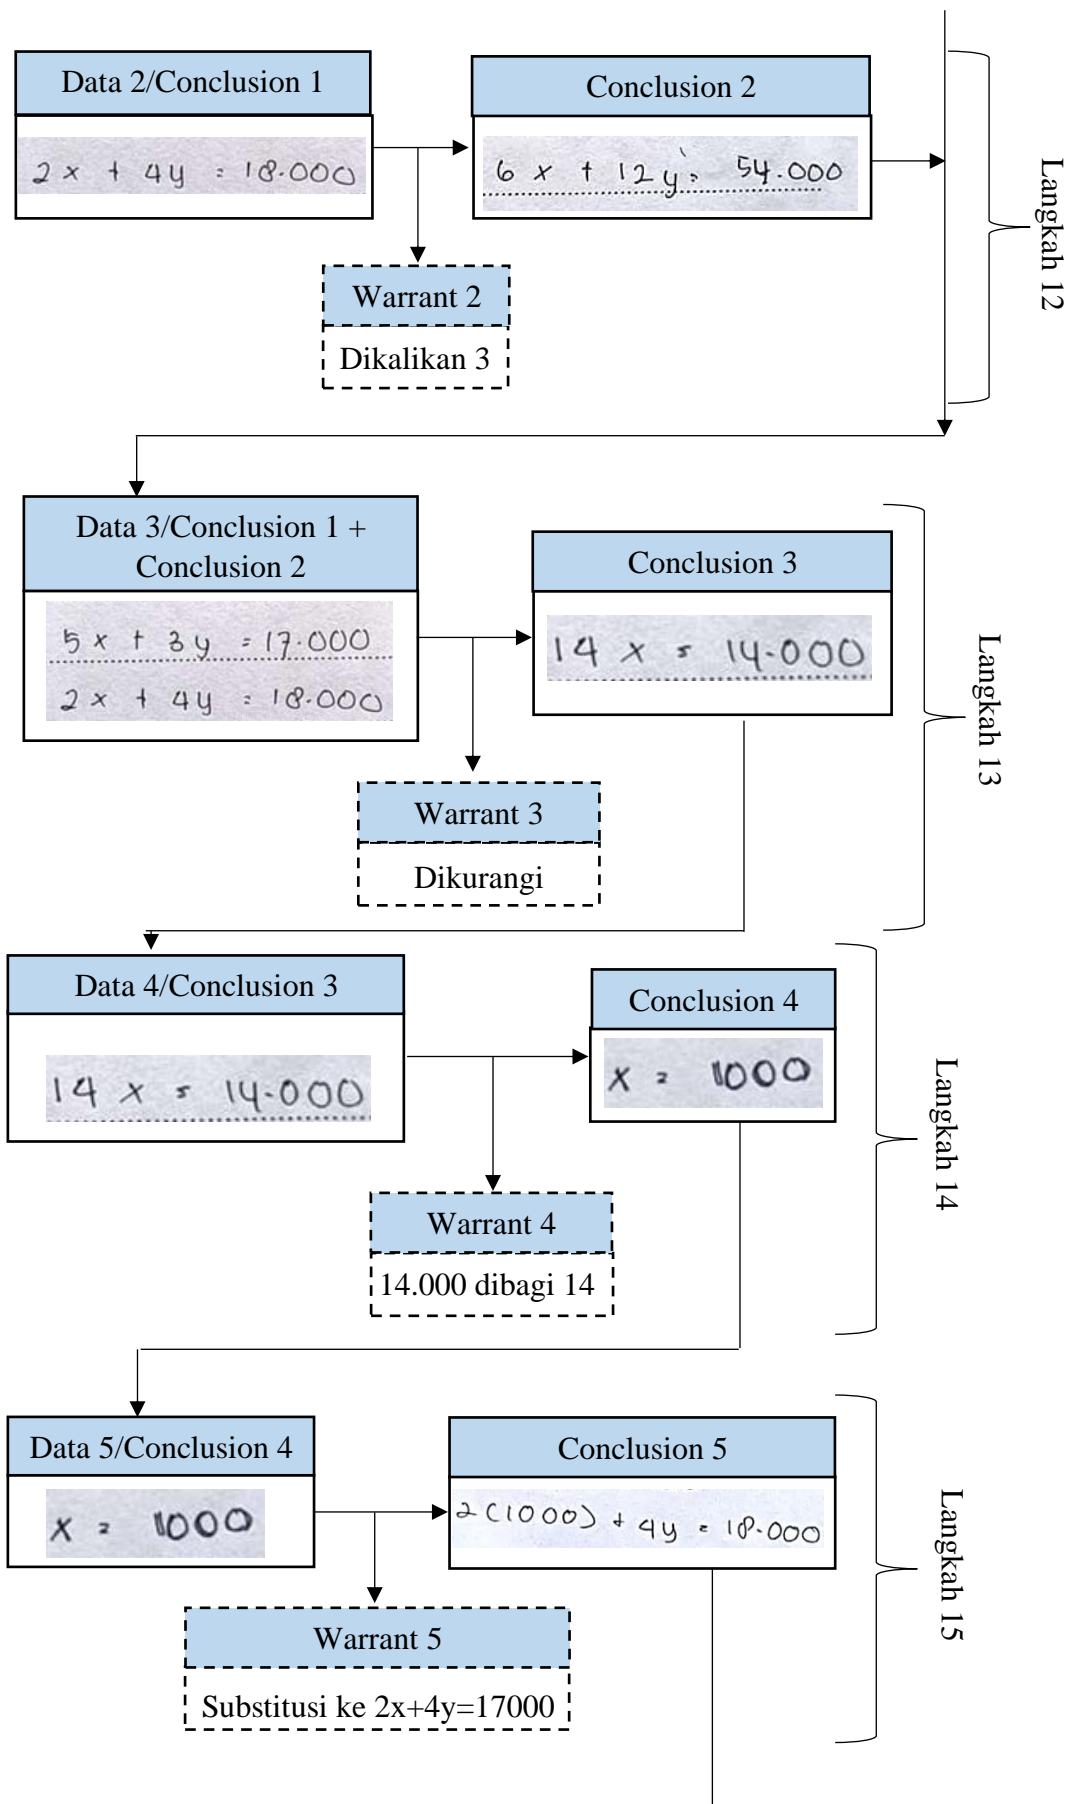 Data 2/Conclusion 1
2x + 4y = 18.000
Conclusion 2
6x + 12y = 54.000
Warrant 2
Dikalikan 3
Langkah 12
Data 3/Conclusion 1 +
Conclusion 2
5x + 3y = 17.000
2x + 4y = 18.000
Conclusion 3
14x = 14.000
Warrant 3
Dikurangi
Langkah 13
Data 4/Conclusion 3
14x = 14.000
Conclusion 4
x = 1000
Warrant 4
14.000 dibagi 14
Langkah 14
Data 5/Conclusion 4
x = 1000
Conclusion 5
2(1000) + 4y = 18.000
Warrant 5
Substitusi ke 2x+4y=17000
Langkah 15